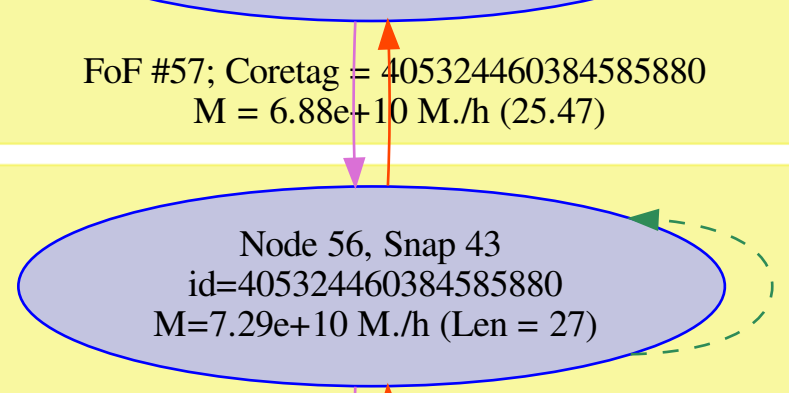 FoF #57; Coretag = 405324460384585880
M = 6.88e+10 M./h (25.47)
Node 56, Snap 43
id=405324460384585880
M=7.29e+10 M./h (Len = 27)